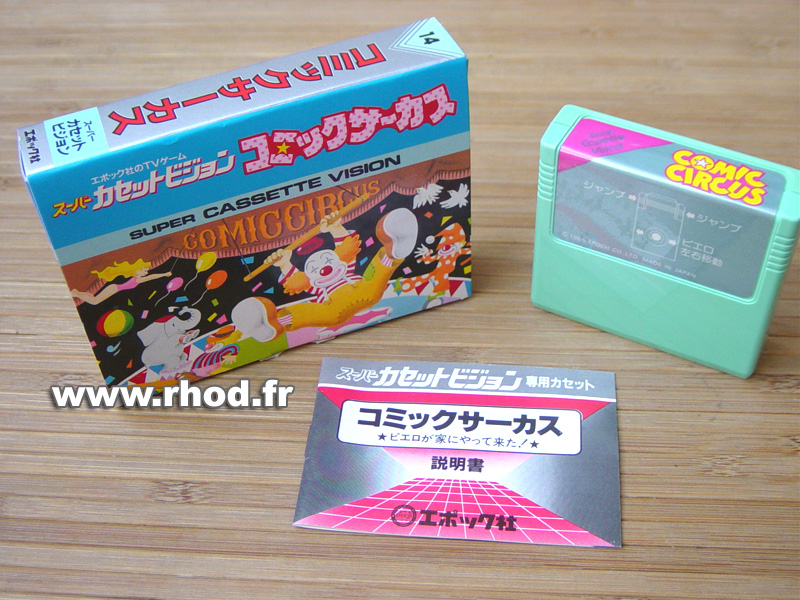 14
コミックサーカス
スーパー
カセット
ビジョン
エポック社
エポック社のTVゲーム
スーパー カセットビジョン
コミックサーカス
SUPER CASSETTE VISION
COMIC CIRCUS
COMIC
CIRCUS
ジャンプ
ジャンプ
ピエロ
左右移動
MADE IN JAPAN
スーパー カセットビジョン 専用カセット
コミックサーカス
★ピエロが家にやって来た!★
説明書
エポック社
www.rhod.fr